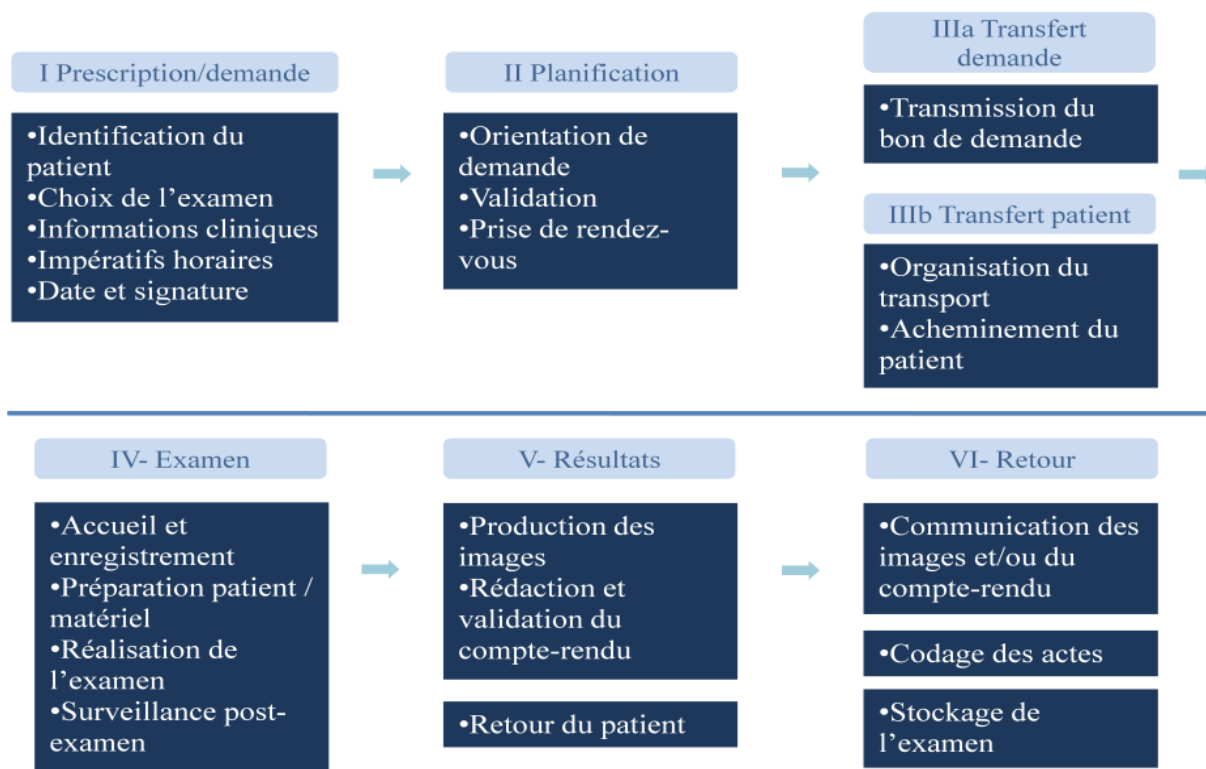 I Prescription/demande
•Identification du
patient
•Choix de l’examen
•Informations cliniques
•Impératifs horaires
•Date et signature
II Planification
•Orientation de
demande
•Validation
•Prise de rendez-
vous
IIIa Transfert
demande
•Transmission du
bon de demande
IIIb Transfert patient
•Organisation du
transport
•Acheminement du
patient
IV- Examen
•Accueil et
enregistrement
•Préparation patient /
matériel
•Réalisation de
l’examen
•Surveillance post-
examen
V- Résultats
•Production des
images
•Rédaction et
validation du
compte-rendu
•Retour du patient
VI- Retour
•Communication des
images et/ou du
compte-rendu
•Codage des actes
•Stockage de
l’examen